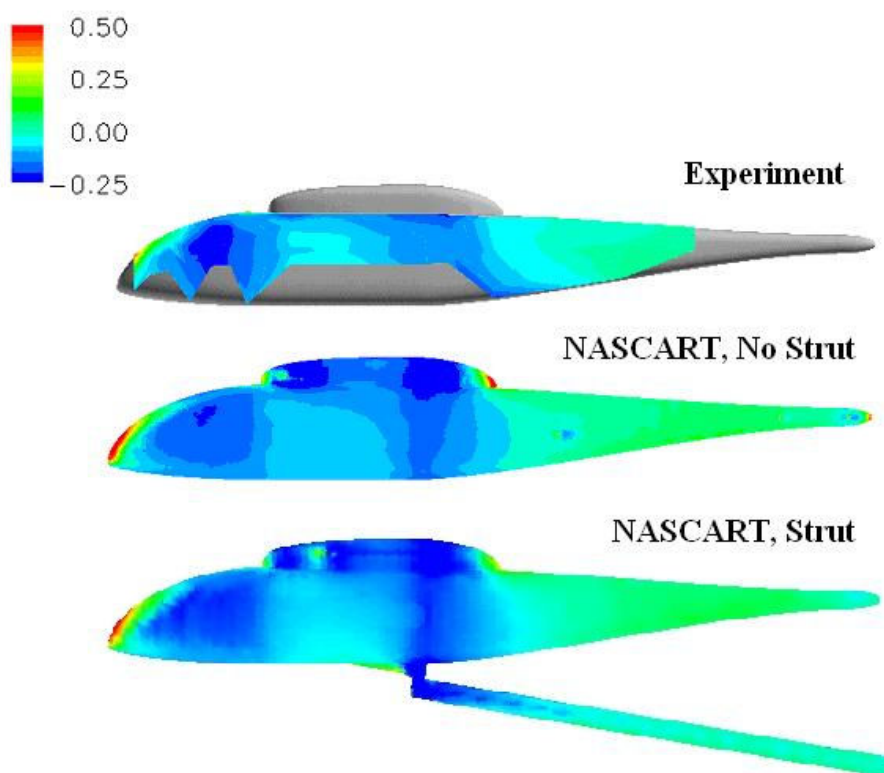 0.50
0.25
0.00
-0.25
Experiment
NASCART, No Strut
NASCART, Strut